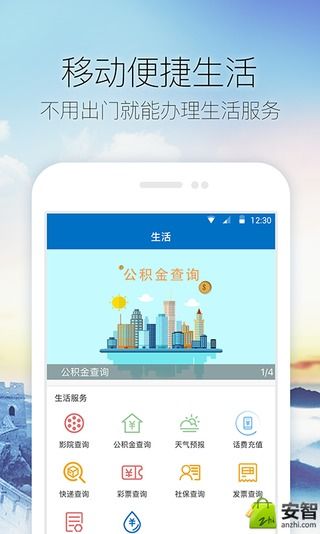 移动便捷生活
不用出门就能办理生活服务
12:30
生活
公积金查询
公积金查询
1/4
生活服务
影院查询 公积金查询 天气预报 话费充值
快递查询 彩票查询 社保查询 发票查询
安智
anzhi.com
zhi